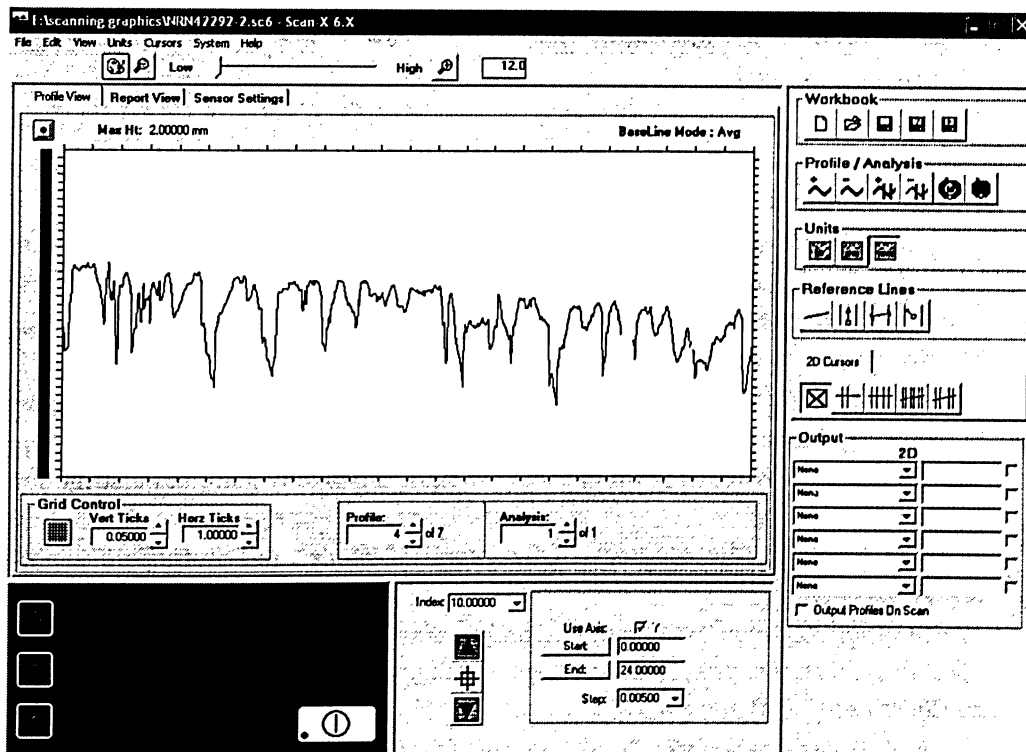 E:\scanning graphics\NRN42292-2.sc6 - Scan-X 6.X
File Edit View Units Cursors System Help
Low High 12.0
Profile View Report View Sensor Settings
Max Ht: 2.00000 mm BaseLine Mode : Avg
Grid Control
Vert Ticks Horz Ticks
0.05000 1.00000
Profile: 4 of 7
Analysis: 1 of 1
Workbook
Profile / Analysis
Units
Reference Lines
2D Cursors
Output
2D
None
None
None
None
None
None
Output Profiles On Scan
Index: 10.00000
Use Axis: Y
Start 0.00000
End: 24.00000
Step: 0.00500